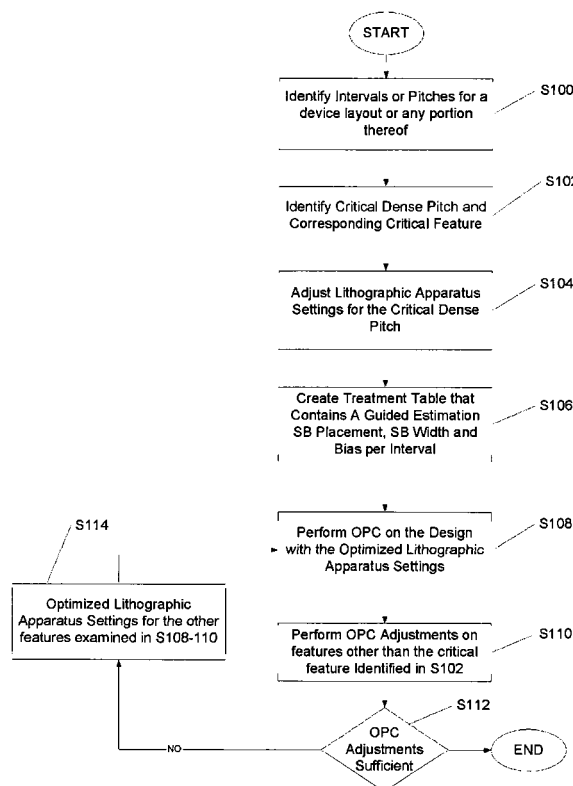 START
Identify Intervals or Pitches for a
device layout or any portion
thereof
S100
Identify Critical Dense Pitch and
Corresponding Critical Feature
S102
Adjust Lithographic Apparatus
Settings for the Critical Dense
Pitch
S104
Create Treatment Table that
Contains A Guided Estimation
SB Placement, SB Width and
Bias per Interval
S106
Perform OPC on the Design
with the Optimized Lithographic
Apparatus Settings
S108
S114
Optimized Lithographic
Apparatus Settings for the other
features examined in S108-110
Perform OPC Adjustments on
features other than the critical
feature Identified in S102
S110
S112
OPC
Adjustments
Sufficient
NO
END